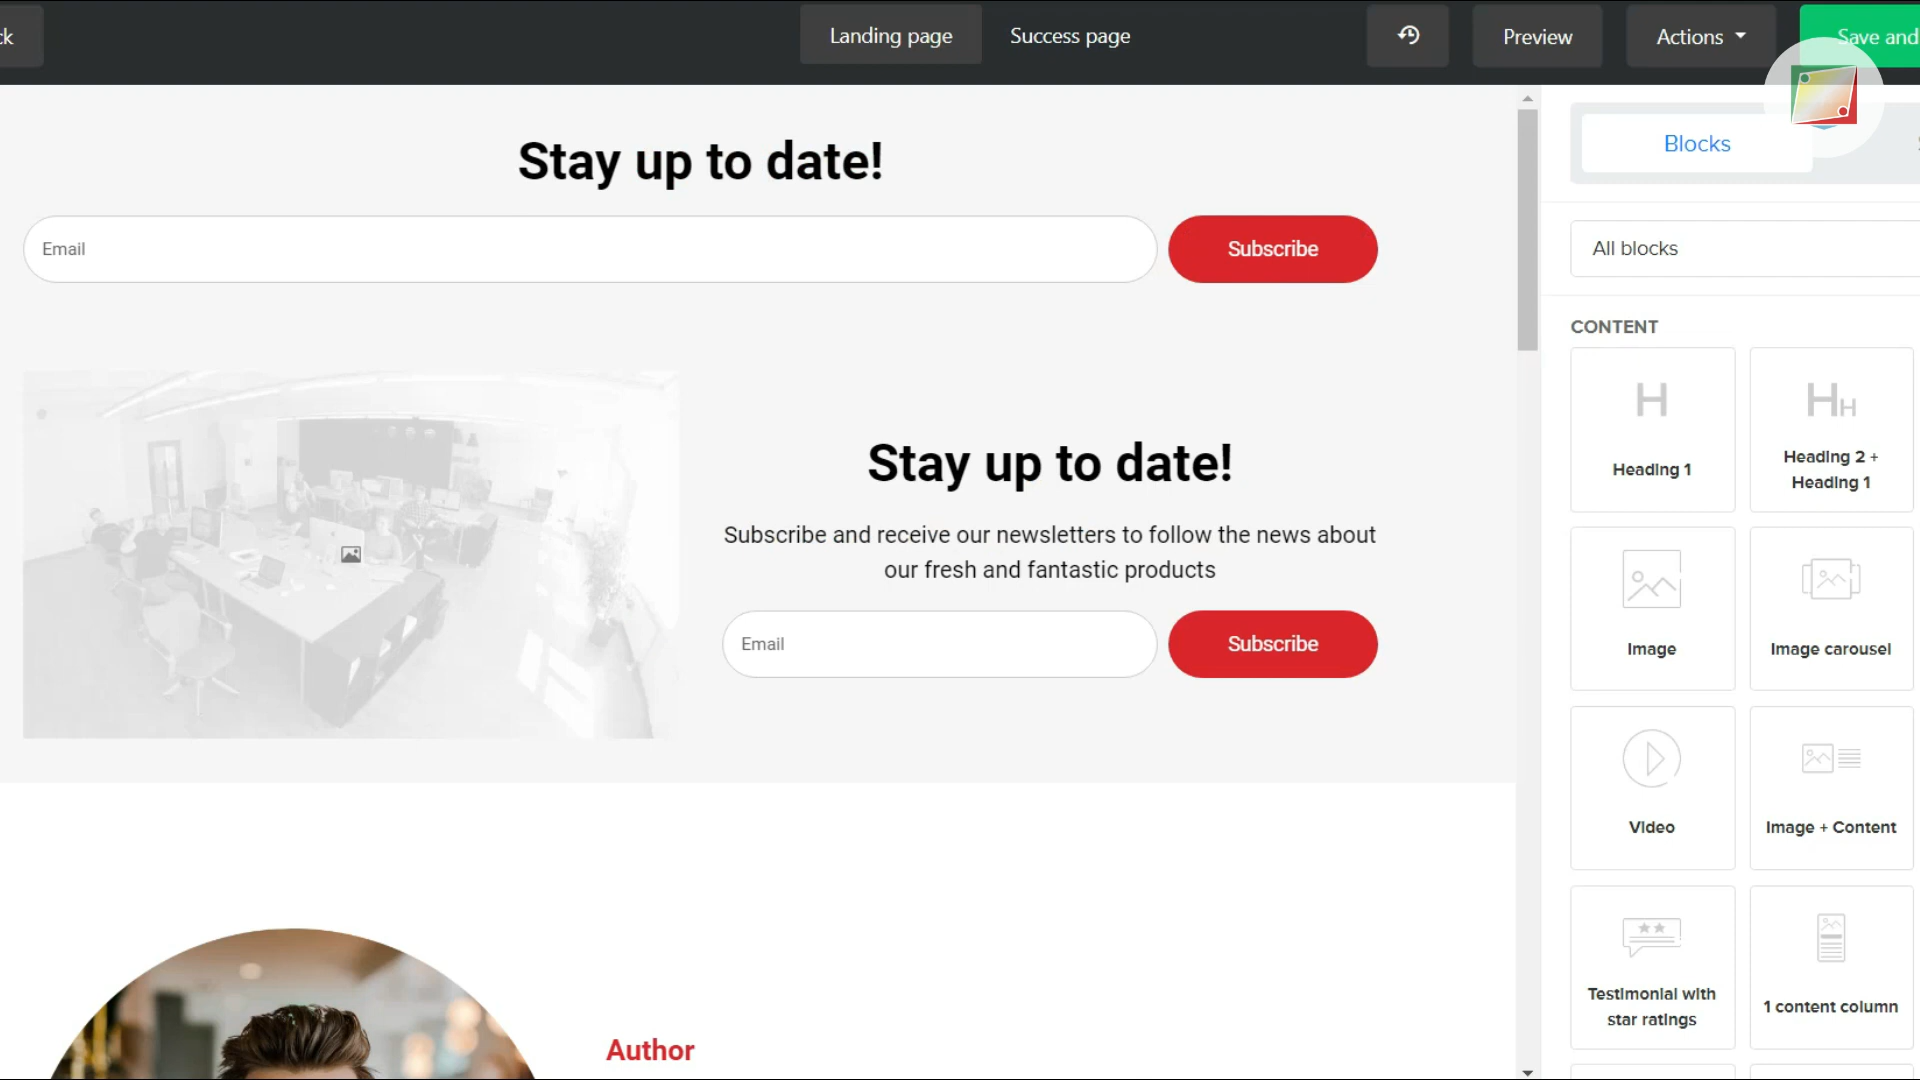 ck
Landing page
Success page
Preview
Actions
Save and
Stay up to date!
Email
Subscribe
Blocks
All blocks
CONTENT
Heading 1
Heading 2 +
Heading 1
Stay up to date!
Subscribe and receive our newsletters to follow the news about
our fresh and fantastic products
Email
Subscribe
Image
Image carousel
Video
Image + Content
Testimonial with
star ratings
1 content column
Author